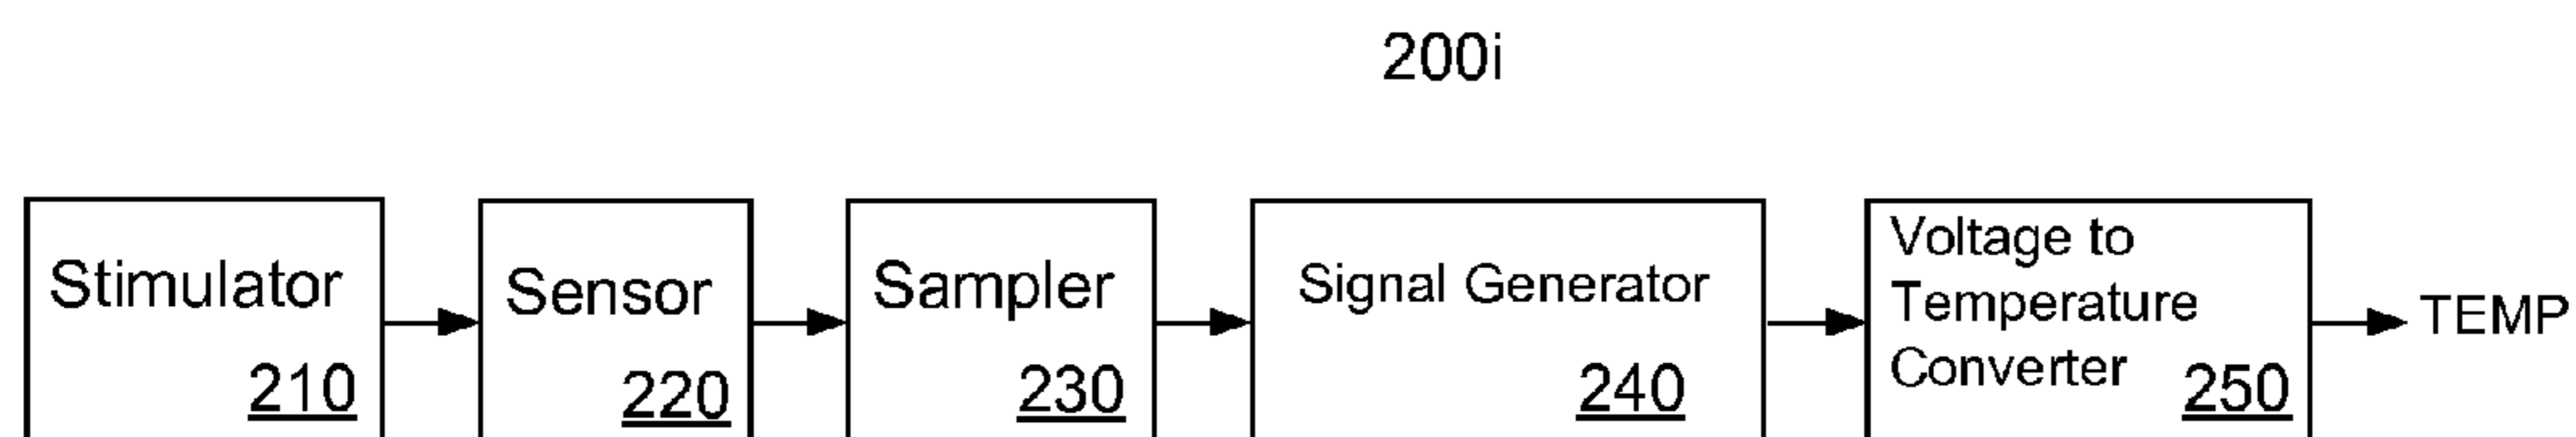 200i
Stimulator
210
Sensor
220
Sampler
230
Signal Generator
240
Voltage to
Temperature
Converter
250
TEMP